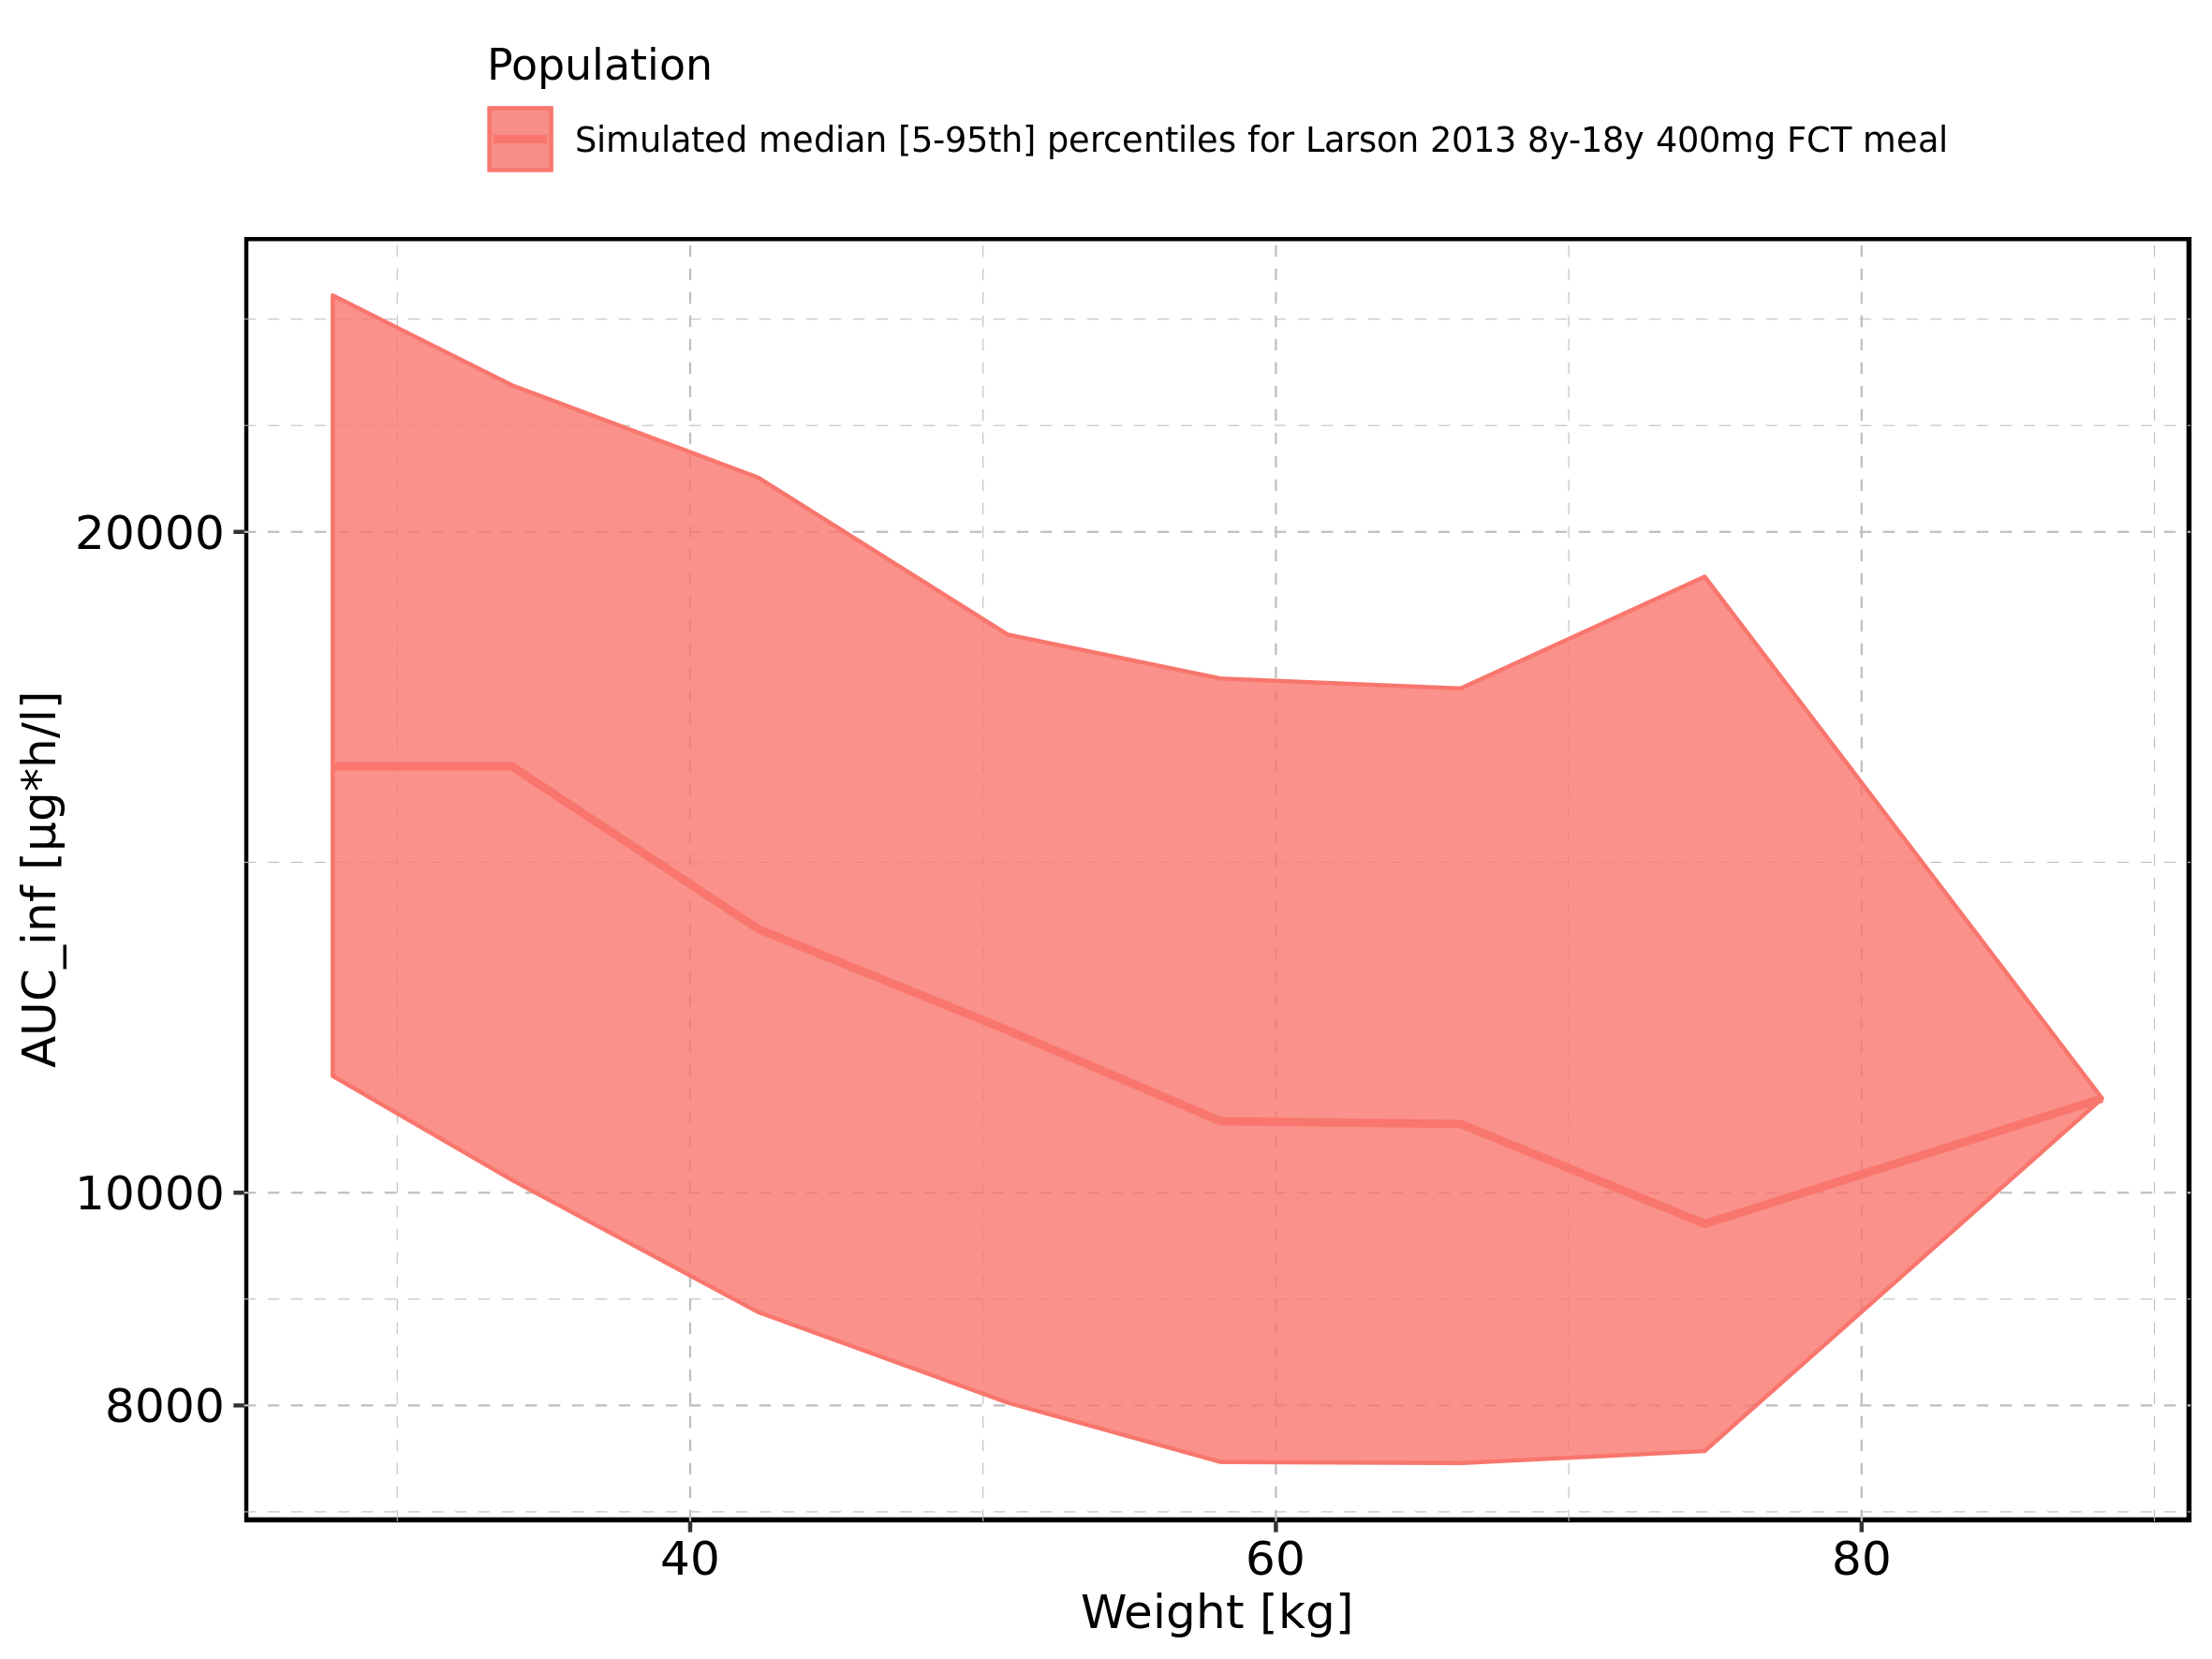 Population
Simulated median [5-95th] percentiles for Larson 2013 8y-18y 400mg FCT meal
AUC_inf [µg*h/l]
20000
10000
8000
40 60 80
Weight [kg]